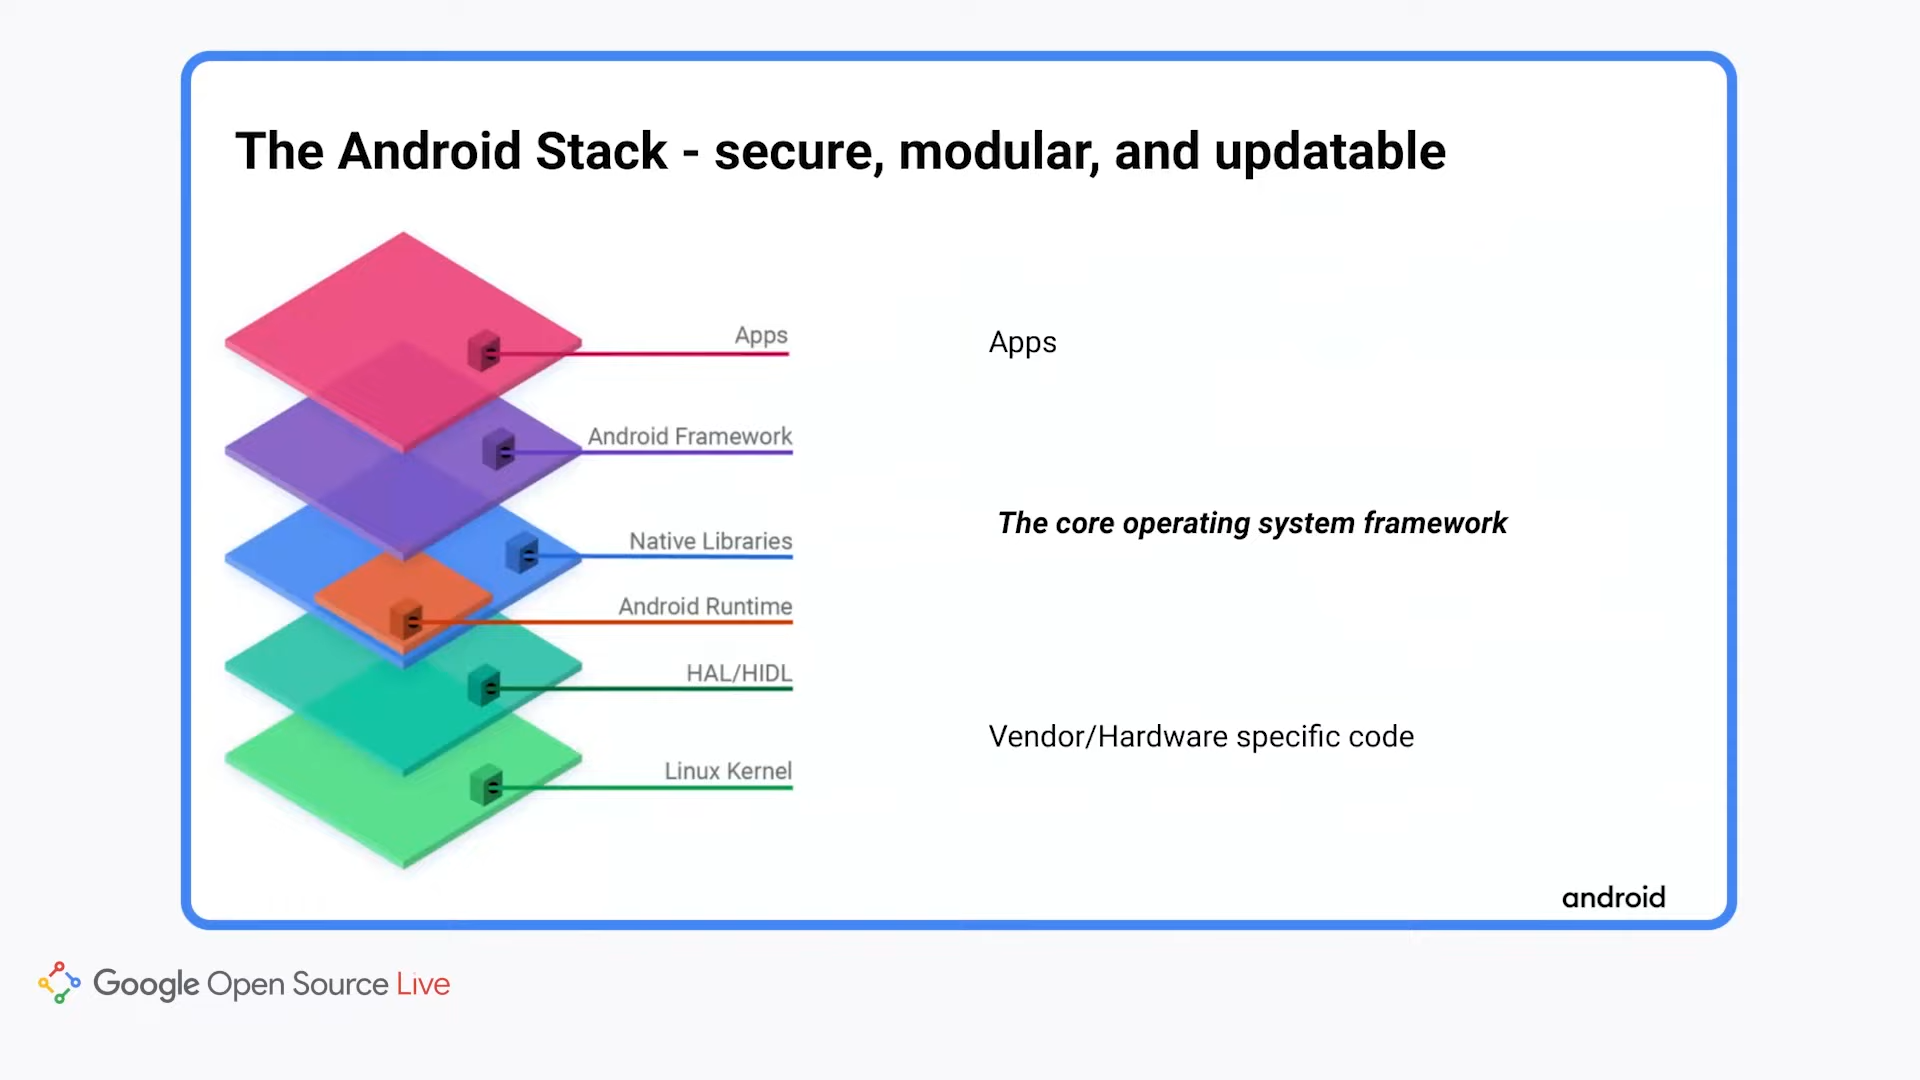 The Android Stack - secure, modular, and updatable
Apps
Apps
Android Framework
The core operating system framework
Native Libraries
Android Runtime
HAL/HIDL
Vendor/Hardware specific code
Linux Kernel
android
Google Open Source Live